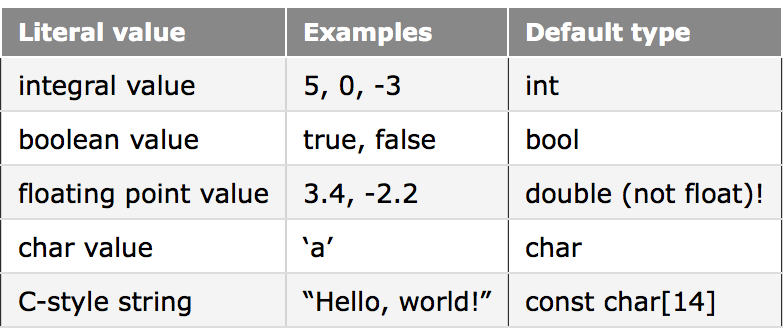 Literal value Examples Default type
integral value 5, 0, -3 int
boolean value true, false bool
floating point value 3.4, -2.2 double (not float)!
char value ‘a’ char
C-style string “Hello, world!” const char[14]